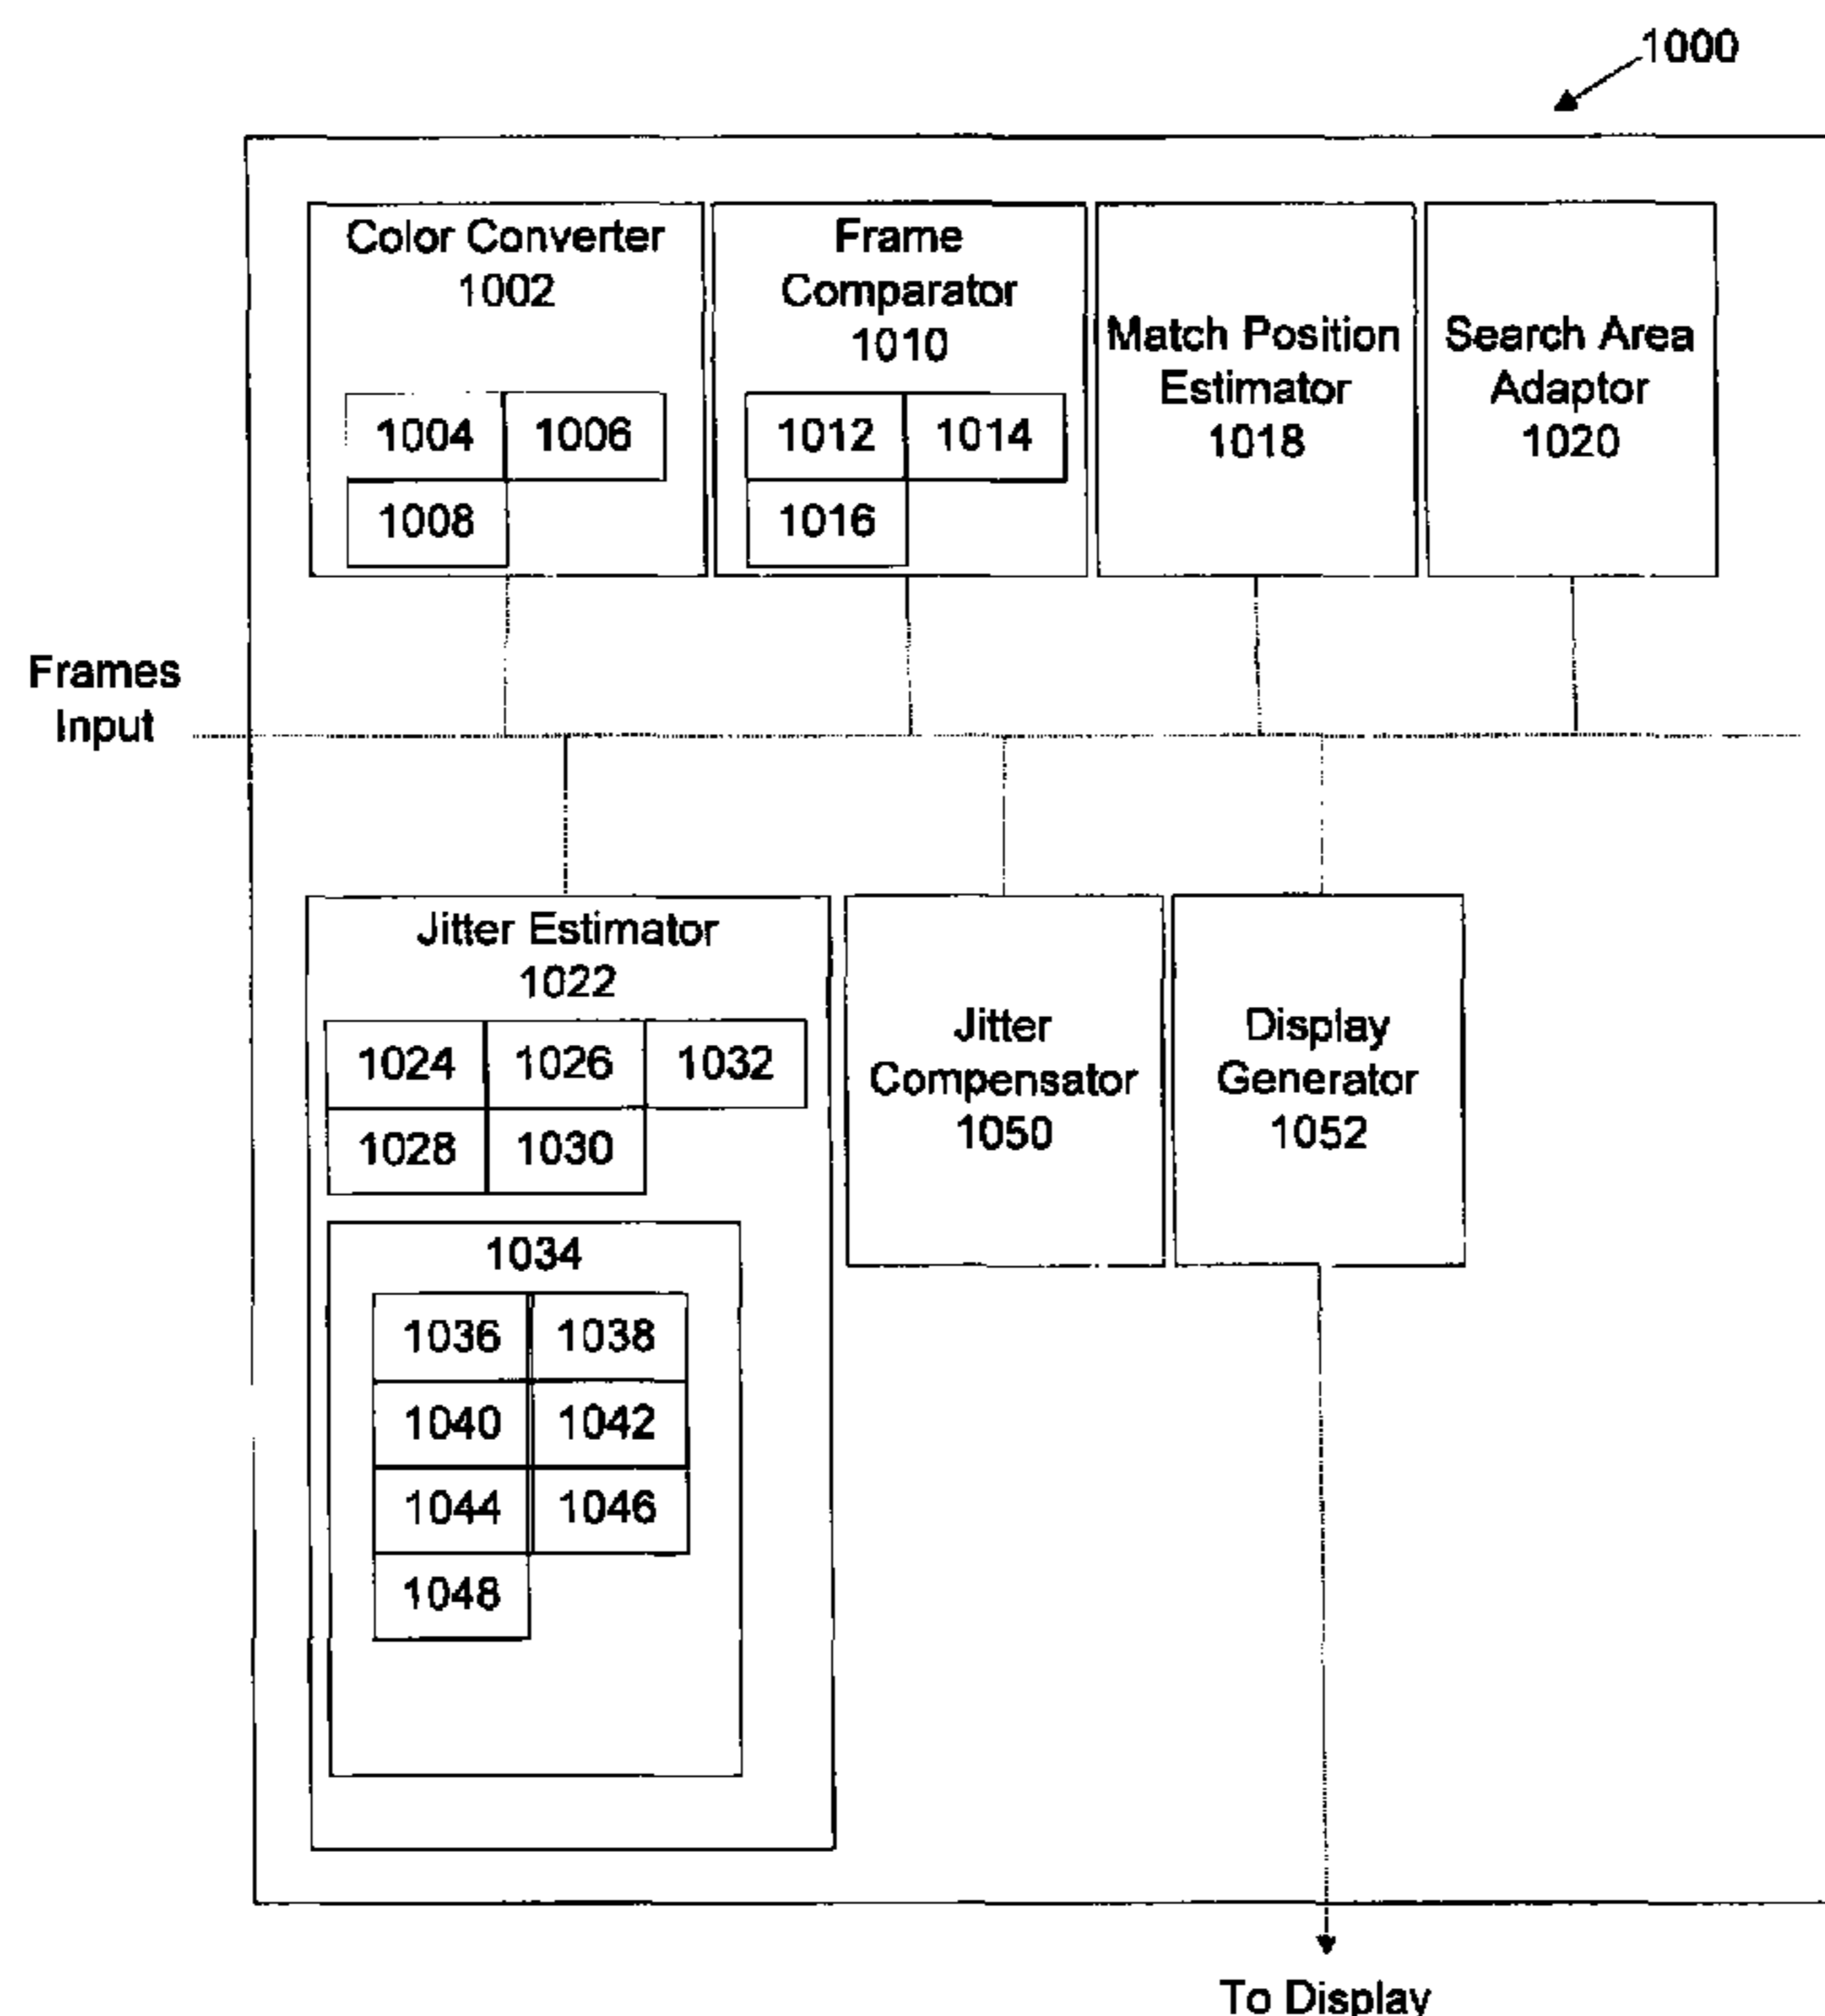 1000
Color Converter
1002
1004 1006
1008
Frame
Comparator
1010
1012 1014
1016
Match Position
Estimator
1018
Search Area
Adaptor
1020
Frames
Input
Jitter Estimator
1022
1024 1026 1032
1028 1030
1034
1036 1038
1040 1042
1044 1046
1048
Jitter
Compensator
1050
Display
Generator
1052
To Display